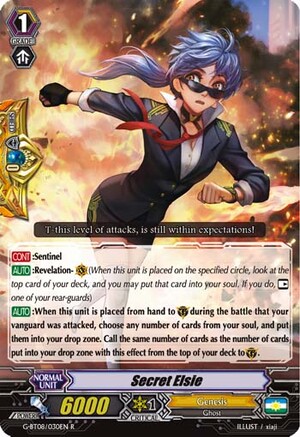 1
GRADE
T-this level of attacks, is still within expectations!
CONT :Sentinel
AUTO :Revelation- (When this unit is placed on the specified circle, look at
the top card of your deck, and you may put that card into your soul. If you do,
one of your rear-guards)
AUTO :When this unit is placed from hand to during the battle that your
vanguard was attacked, choose any number of cards from your soul, and put
them into your drop zone. Call the same number of cards as the number of cards
put into your drop zone with this effect from the top of your deck to .
NORMAL UNIT
Secret Elsie
POWER
6000
1
CRITICAL
Genesis
Ghost
G-BT08/030EN R
ILLUST / xiaji